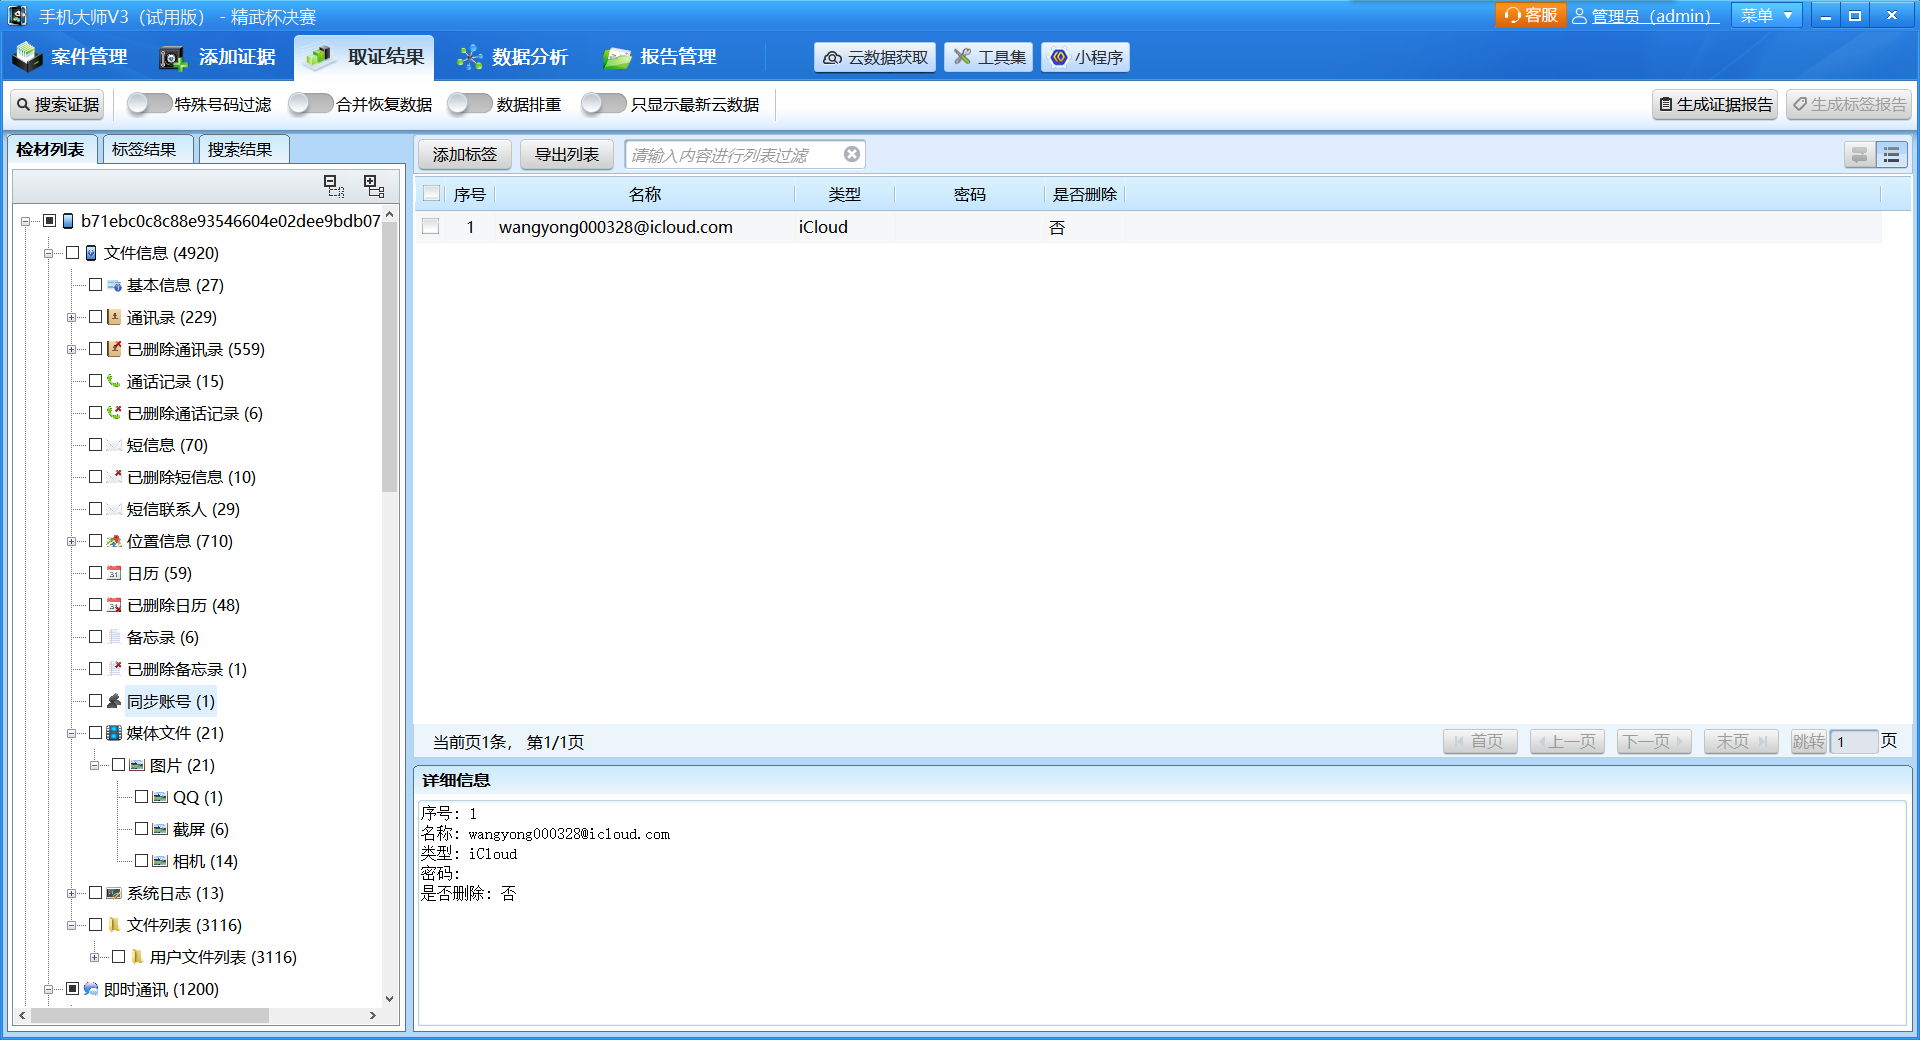 手机大师V3（试用版） - 精武杯决赛
客服 管理员（admin） 菜单
案件管理 添加证据 取证结果 数据分析 报告管理 云数据获取 工具集 小程序
搜索证据 特殊号码过滤 合并恢复数据 数据排重 只显示最新云数据 生成证据报告 生成标签报告
检材列表 标签结果 搜索结果
b71ebc0c8c88e93546604e02dee9bdb07
文件信息 (4920)
基本信息 (27)
通讯录 (229)
已删除通讯录 (559)
通话记录 (15)
已删除通话记录 (6)
短信息 (70)
已删除短信息 (10)
短信联系人 (29)
位置信息 (710)
日历 (59)
已删除日历 (48)
备忘录 (6)
已删除备忘录 (1)
同步账号 (1)
媒体文件 (21)
图片 (21)
QQ (1)
截屏 (6)
相机 (14)
系统日志 (13)
文件列表 (3116)
用户文件列表 (3116)
即时通讯 (1200)
添加标签 导出列表 请输入内容进行列表过滤
序号 名称 类型 密码 是否删除
1 wangyong000328@icloud.com iCloud 否
当前页1条， 第1/1页 首页 上一页 下一页 末页 跳转 1 页
详细信息
序号: 1
名称: wangyong000328@icloud.com
类型: iCloud
密码:
是否删除: 否